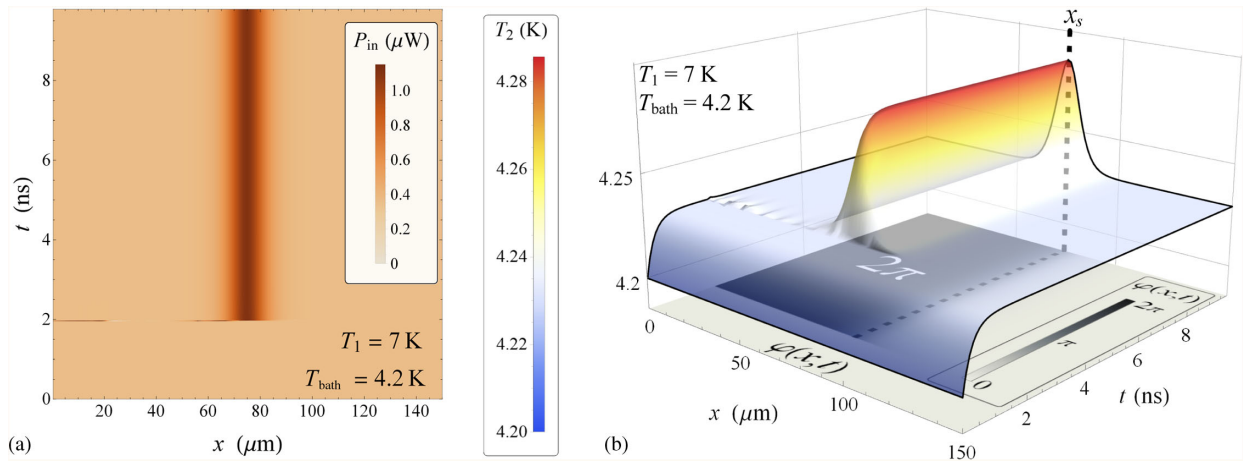 P_in (μW)
1.0
0.8
0.6
0.4
0.2
0
T_1 = 7 K
T_bath = 4.2 K
8
6
4
2
0
t (ns)
0
20
40
60
80
100
120
140
x (μm)
(a)
T_2 (K)
4.28
4.26
4.24
4.22
4.20
T_1 = 7 K
T_bath = 4.2 K
x_s
4.25
4.2
2π
φ(x,t)
0
π
2π
φ(x,t)
0
50
100
150
x (μm)
2
4
6
8
t (ns)
(b)